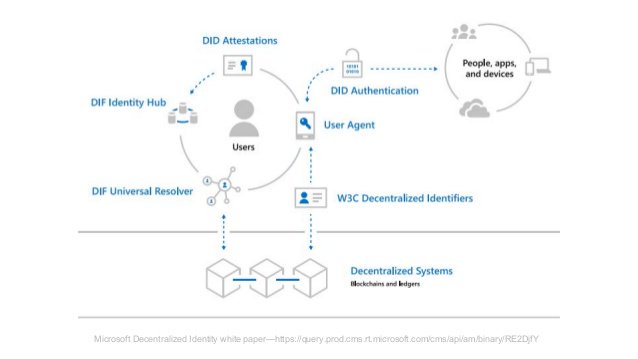 DID Attestations
10101
01010
People, apps,
and devices
DID Authentication
DIF Identity Hub
User Agent
Users
DIF Universal Resolver
W3C Decentralized Identifiers
Decentralized Systems
Blockchains and ledgers
Microsoft Decentralized Identity white paper—https://query.prod.cms.rt.microsoft.com/cms/api/am/binary/RE2DjfY